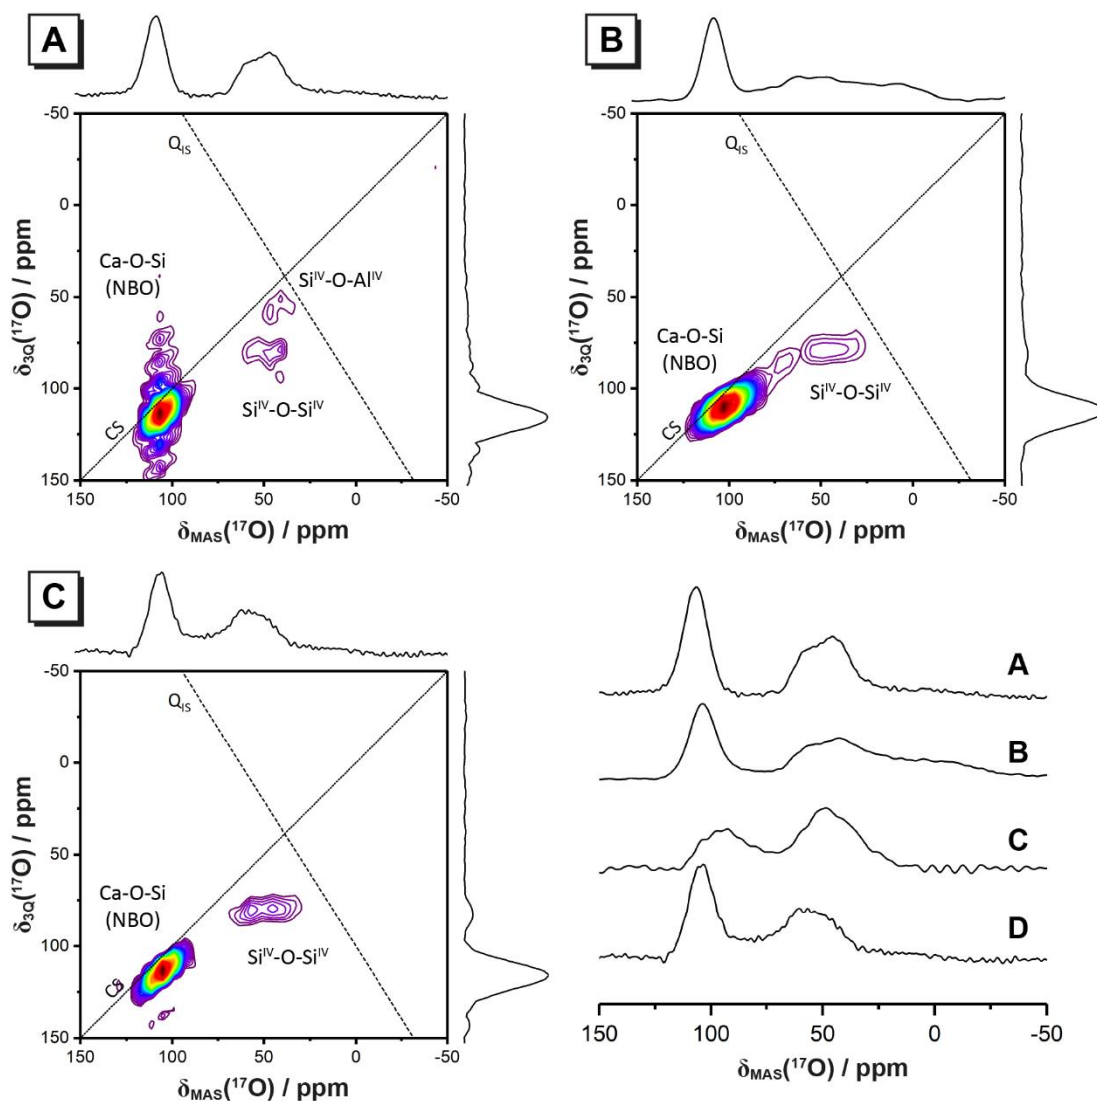 A
-50
0
50
100
150
δ3Q(¹⁷O) / ppm
QIS
Ca-O-Si
(NBO)
Siᴵⱽ-O-Alᴵⱽ
Siᴵⱽ-O-Siᴵⱽ
CS
150
100
50
0
-50
δMAS(¹⁷O) / ppm
B
-50
0
50
100
150
δ3Q(¹⁷O) / ppm
QIS
Ca-O-Si
(NBO)
Siᴵⱽ-O-Siᴵⱽ
CS
150
100
50
0
-50
δMAS(¹⁷O) / ppm
C
-50
0
50
100
150
δ3Q(¹⁷O) / ppm
QIS
Ca-O-Si
(NBO)
Siᴵⱽ-O-Siᴵⱽ
CS
150
100
50
0
-50
δMAS(¹⁷O) / ppm
A
B
C
D
150
100
50
0
-50
δMAS(¹⁷O) / ppm